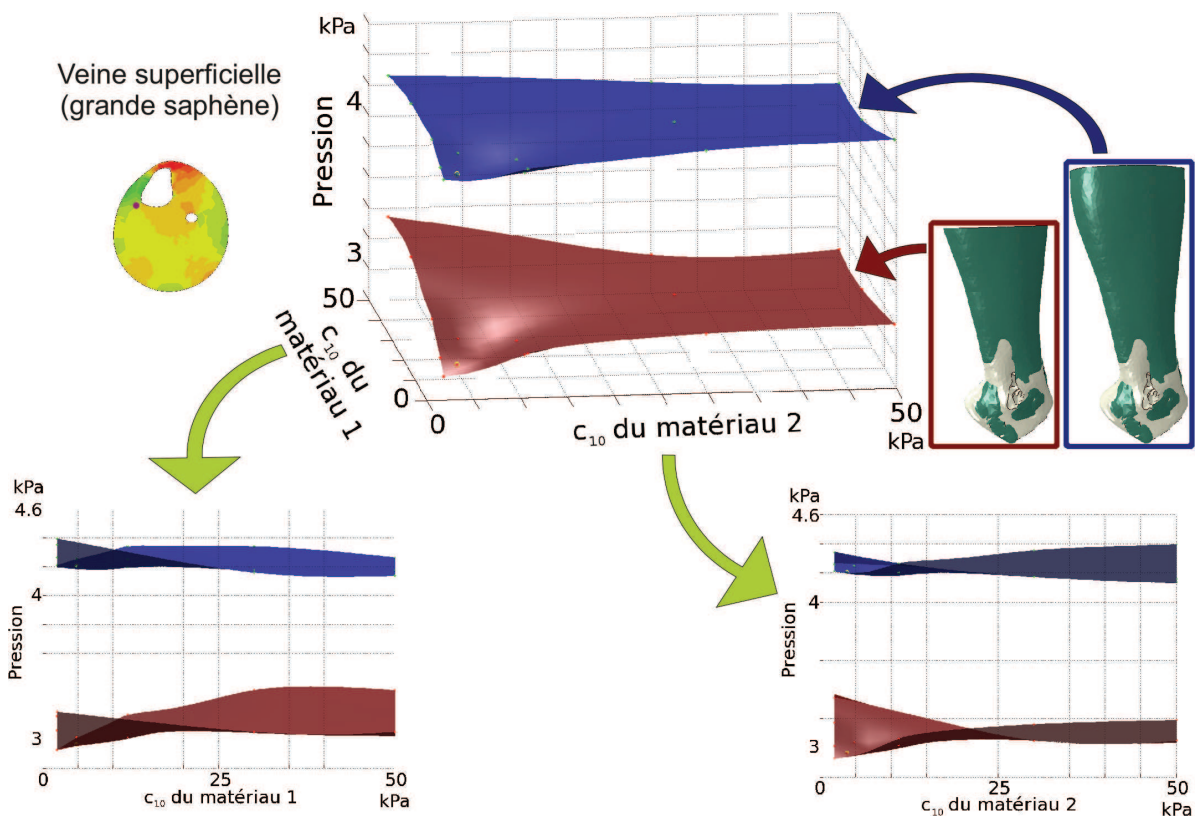 Veine superficielle
(grande saphène)
kPa
4
Pression
3
50
c₁₀ du
matériau 1
0
0
c₁₀ du matériau 2
50
kPa
kPa
4.6
4
Pression
3
0
25
50
c₁₀ du matériau 1
kPa
kPa
4.6
4
Pression
3
0
25
50
c₁₀ du matériau 2
kPa